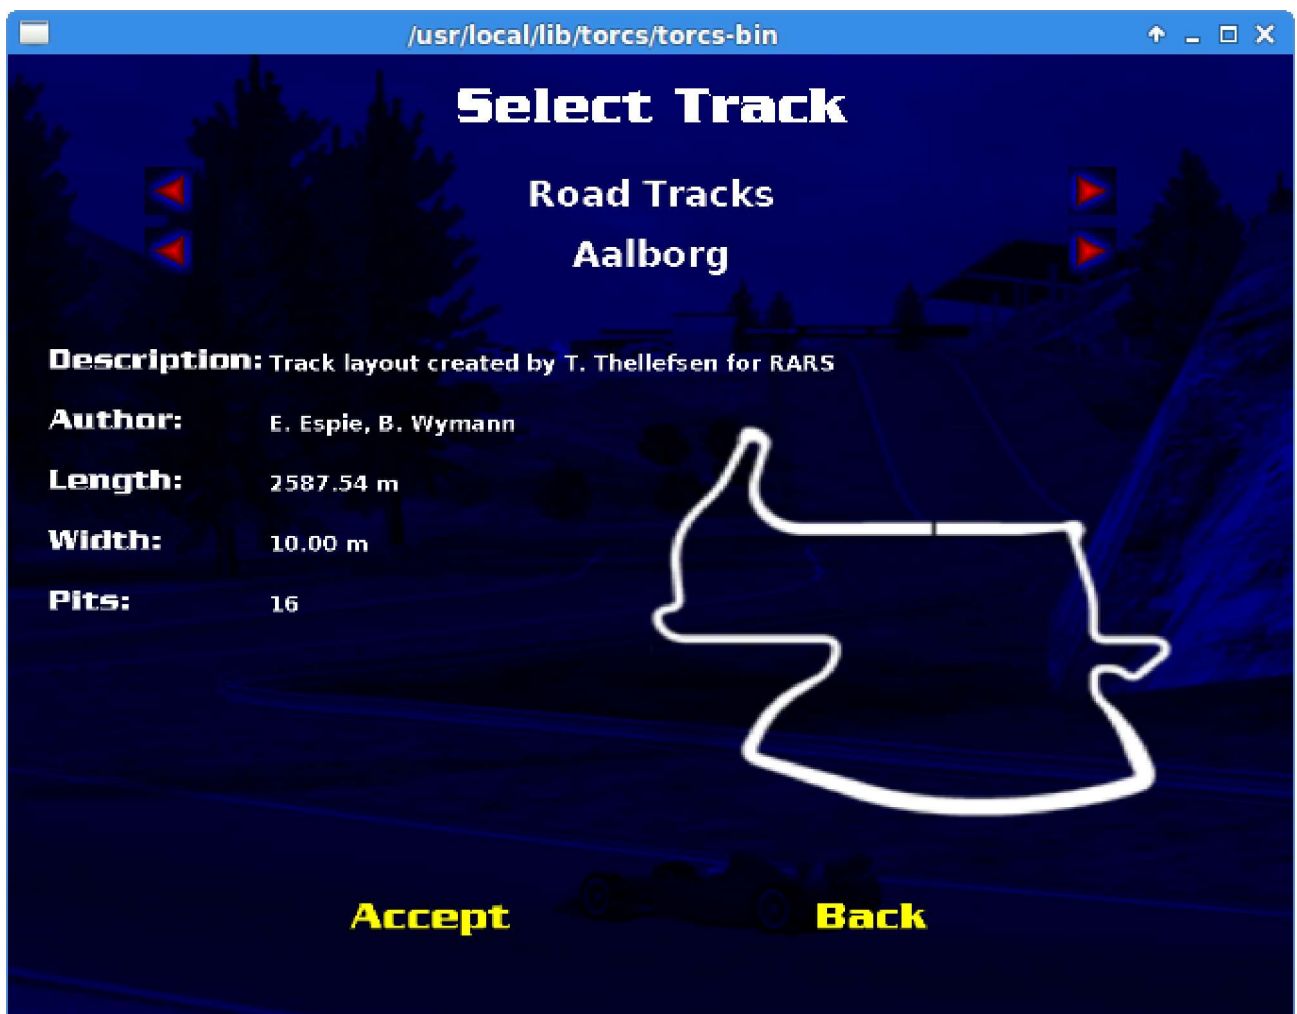 /usr/local/lib/torcs/torcs-bin
Select Track
Road Tracks
Aalborg
Description: Track layout created by T. Thellefsen for RARS
Author: E. Espie, B. Wymann
Length: 2587.54 m
Width: 10.00 m
Pits: 16
Accept Back